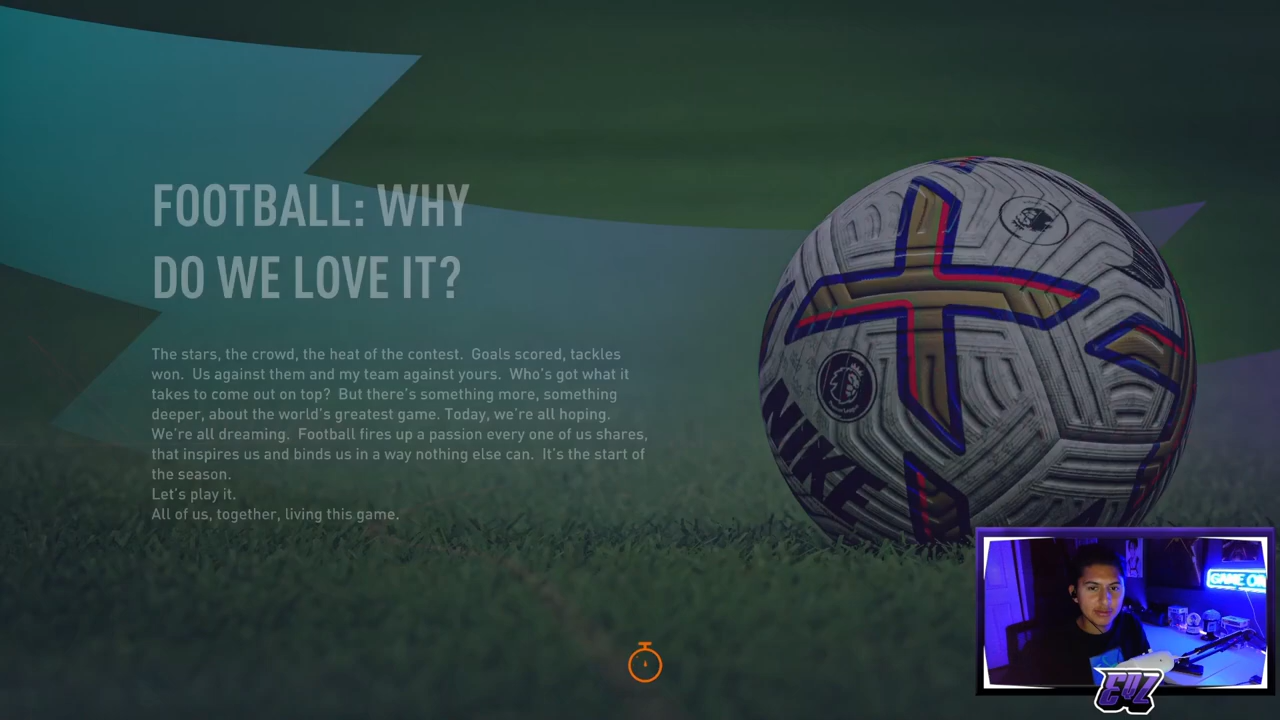 FOOTBALL: WHY
DO WE LOVE IT?
The stars, the crowd, the heat of the contest. Goals scored, tackles
won. Us against them and my team against yours. Who's got what it
takes to come out on top? But there's something more, something
deeper, about the world's greatest game. Today, we're all hoping.
We're all dreaming. Football fires up a passion every one of us shares,
that inspires us and binds us in a way nothing else can. It's the start of
the season.
Let's play it.
All of us, together, living this game.
NIKE
GAME ON
EVZ